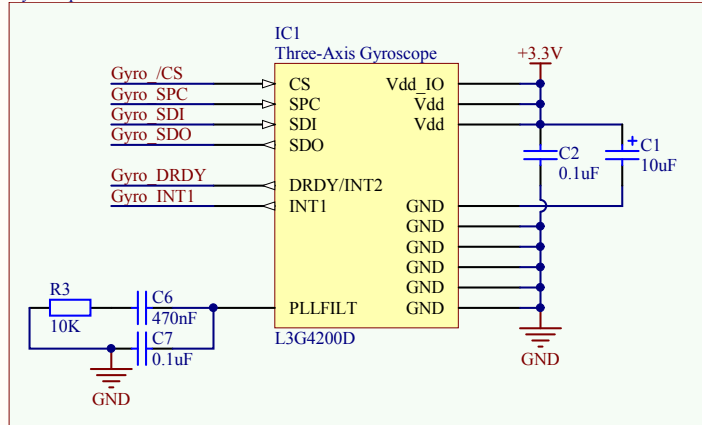 IC1
Three-Axis Gyroscope
+3.3V
Gyro_/CS
CS
Vdd_IO
Gyro_SPC
SPC
Vdd
Gyro_SDI
SDI
Vdd
Gyro_SDO
SDO
C2
0.1uF
+
C1
10uF
Gyro_DRDY
DRDY/INT2
Gyro_INT1
INT1
GND
GND
GND
GND
GND
GND
R3
10K
C6
470nF
PLLFILT
C7
0.1uF
L3G4200D
GND
GND